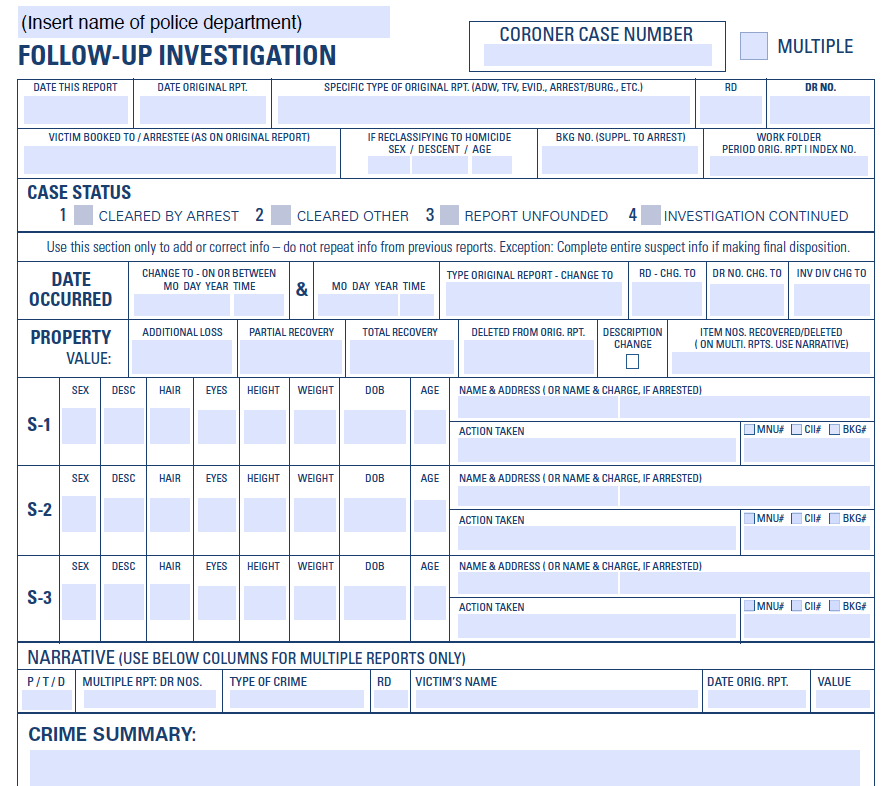 (Insert name of police department)
FOLLOW-UP INVESTIGATION
CORONER CASE NUMBER
MULTIPLE
DATE THIS REPORT DATE ORIGINAL RPT. SPECIFIC TYPE OF ORIGINAL RPT. (ADW, TFV, EVID., ARREST/BURG., ETC.) RD DR NO.
VICTIM BOOKED TO / ARRESTEE (AS ON ORIGINAL REPORT) IF RECLASSIFYING TO HOMICIDE BKG NO. (SUPPL. TO ARREST) WORK FOLDER
SEX / DESCENT / AGE PERIOD ORIG. RPT I INDEX NO.
CASE STATUS
1 CLEARED BY ARREST 2 CLEARED OTHER 3 REPORT UNFOUNDED 4 INVESTIGATION CONTINUED
Use this section only to add or correct info – do not repeat info from previous reports. Exception: Complete entire suspect info if making final disposition.
DATE OCCURRED CHANGE TO - ON OR BETWEEN TYPE ORIGINAL REPORT - CHANGE TO RD - CHG. TO DR NO. CHG. TO INV DIV CHG TO
MO DAY YEAR TIME & MO DAY YEAR TIME
PROPERTY ADDITIONAL LOSS PARTIAL RECOVERY TOTAL RECOVERY DELETED FROM ORIG. RPT. DESCRIPTION CHANGE ITEM NOS. RECOVERED/DELETED
VALUE: ( ON MULTI. RPTS. USE NARRATIVE)
SEX DESC HAIR EYES HEIGHT WEIGHT DOB AGE NAME & ADDRESS ( OR NAME & CHARGE, IF ARRESTED)
S-1
ACTION TAKEN MNU# CII# BKG#
SEX DESC HAIR EYES HEIGHT WEIGHT DOB AGE NAME & ADDRESS ( OR NAME & CHARGE, IF ARRESTED)
S-2
ACTION TAKEN MNU# CII# BKG#
SEX DESC HAIR EYES HEIGHT WEIGHT DOB AGE NAME & ADDRESS ( OR NAME & CHARGE, IF ARRESTED)
S-3
ACTION TAKEN MNU# CII# BKG#
NARRATIVE (USE BELOW COLUMNS FOR MULTIPLE REPORTS ONLY)
P / T / D MULTIPLE RPT: DR NOS. TYPE OF CRIME RD VICTIM'S NAME DATE ORIG. RPT. VALUE
CRIME SUMMARY: